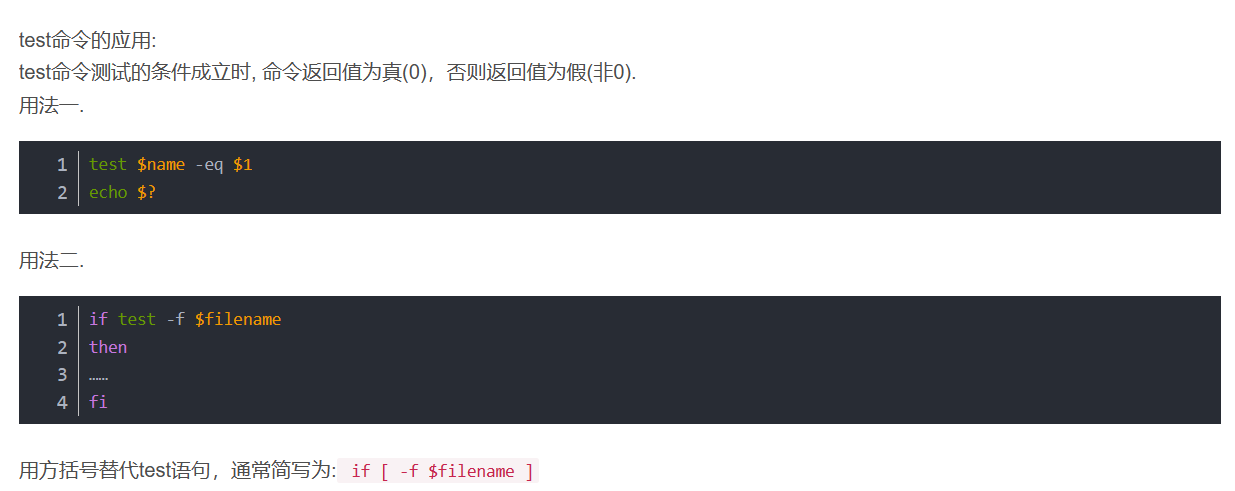 test命令的应用:
test命令测试的条件成立时, 命令返回值为真(0)，否则返回值为假(非0).
用法一.
1 test $name -eq $1
2 echo $?
用法二.
1 if test -f $filename
2 then
3 ……
4 fi
用方括号替代test语句，通常简写为: if [ -f $filename ]